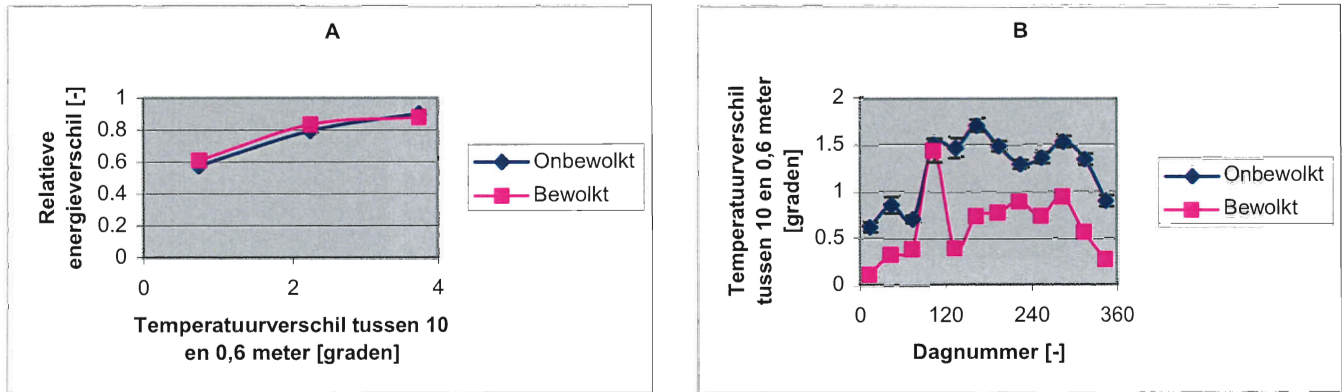 A
Relatieve
energieverschil [-]
1
0.8
0.6
0.4
0.2
0
0
2
4
Temperatuurverschil tussen 10
en 0,6 meter [graden]
Onbewolkt
Bewolkt
B
Temperatuurverschil
tussen 10 en 0,6 meter
[graden]
2
1.5
1
0.5
0
0
120
240
360
Dagnummer [-]
Onbewolkt
Bewolkt